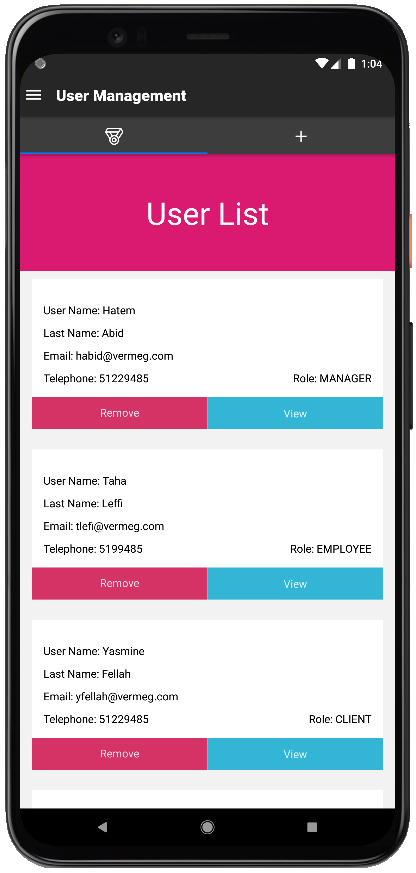 1:04
User Management
+
User List
User Name: Hatem
Last Name: Abid
Email: habid@vermeg.com
Telephone: 51229485 Role: MANAGER
Remove View
User Name: Taha
Last Name: Leffi
Email: tlefi@vermeg.com
Telephone: 5199485 Role: EMPLOYEE
Remove View
User Name: Yasmine
Last Name: Fellah
Email: yfellah@vermeg.com
Telephone: 51229485 Role: CLIENT
Remove View